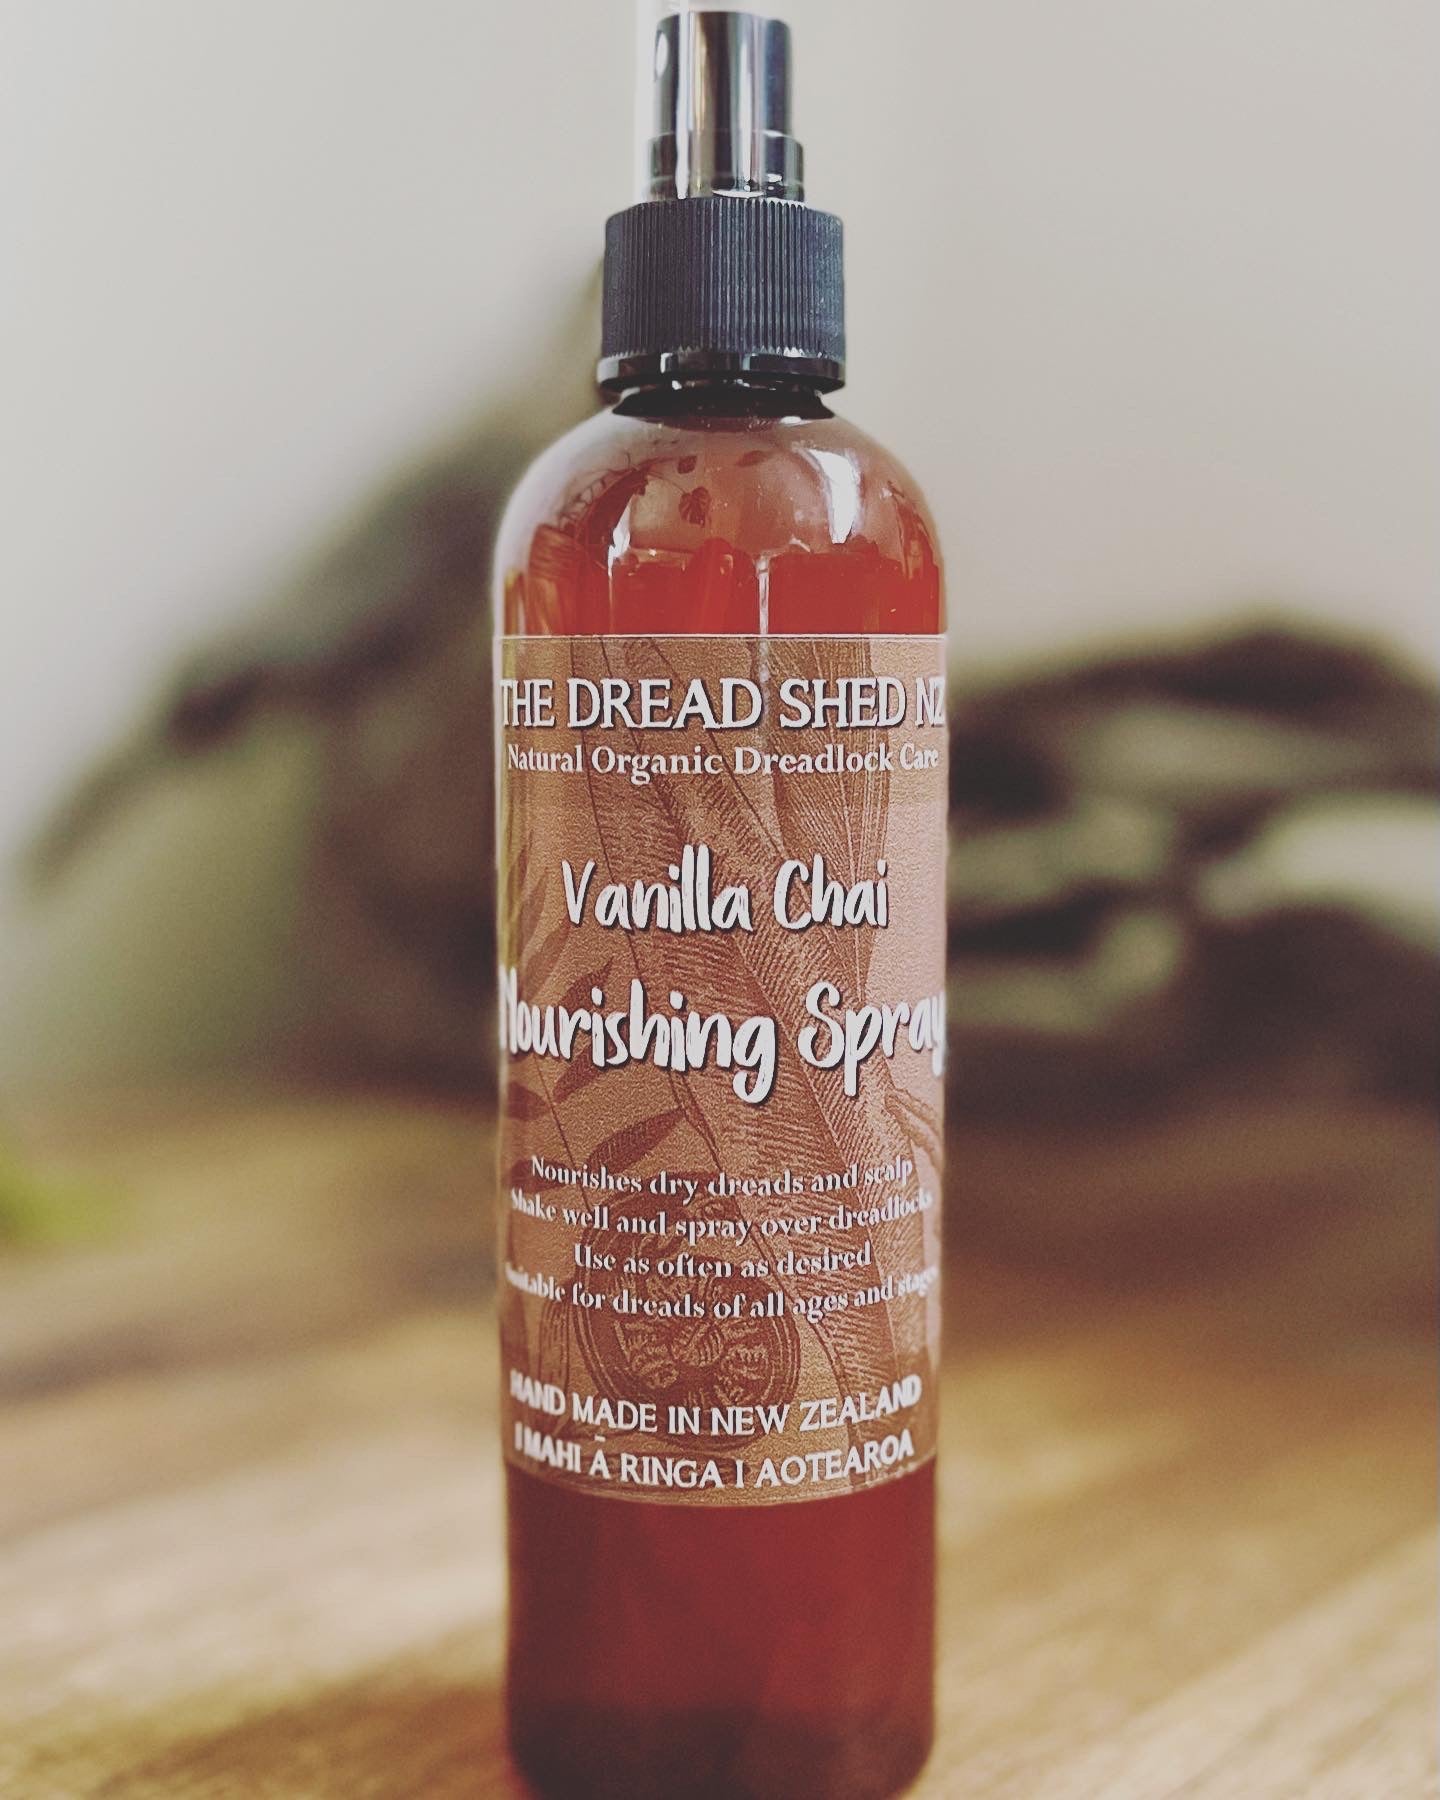 THE DREAD SHED NZ
Natural Organic Dreadlock Care
Vanilla Chai
Nourishing Spray
Nourishes dry dreads and scalp
Shake well and spray over dreadlocks
Use as often as desired
Suitable for dreads of all ages and stages
HAND MADE IN NEW ZEALAND
I MAHI Ā RINGA I AOTEAROA